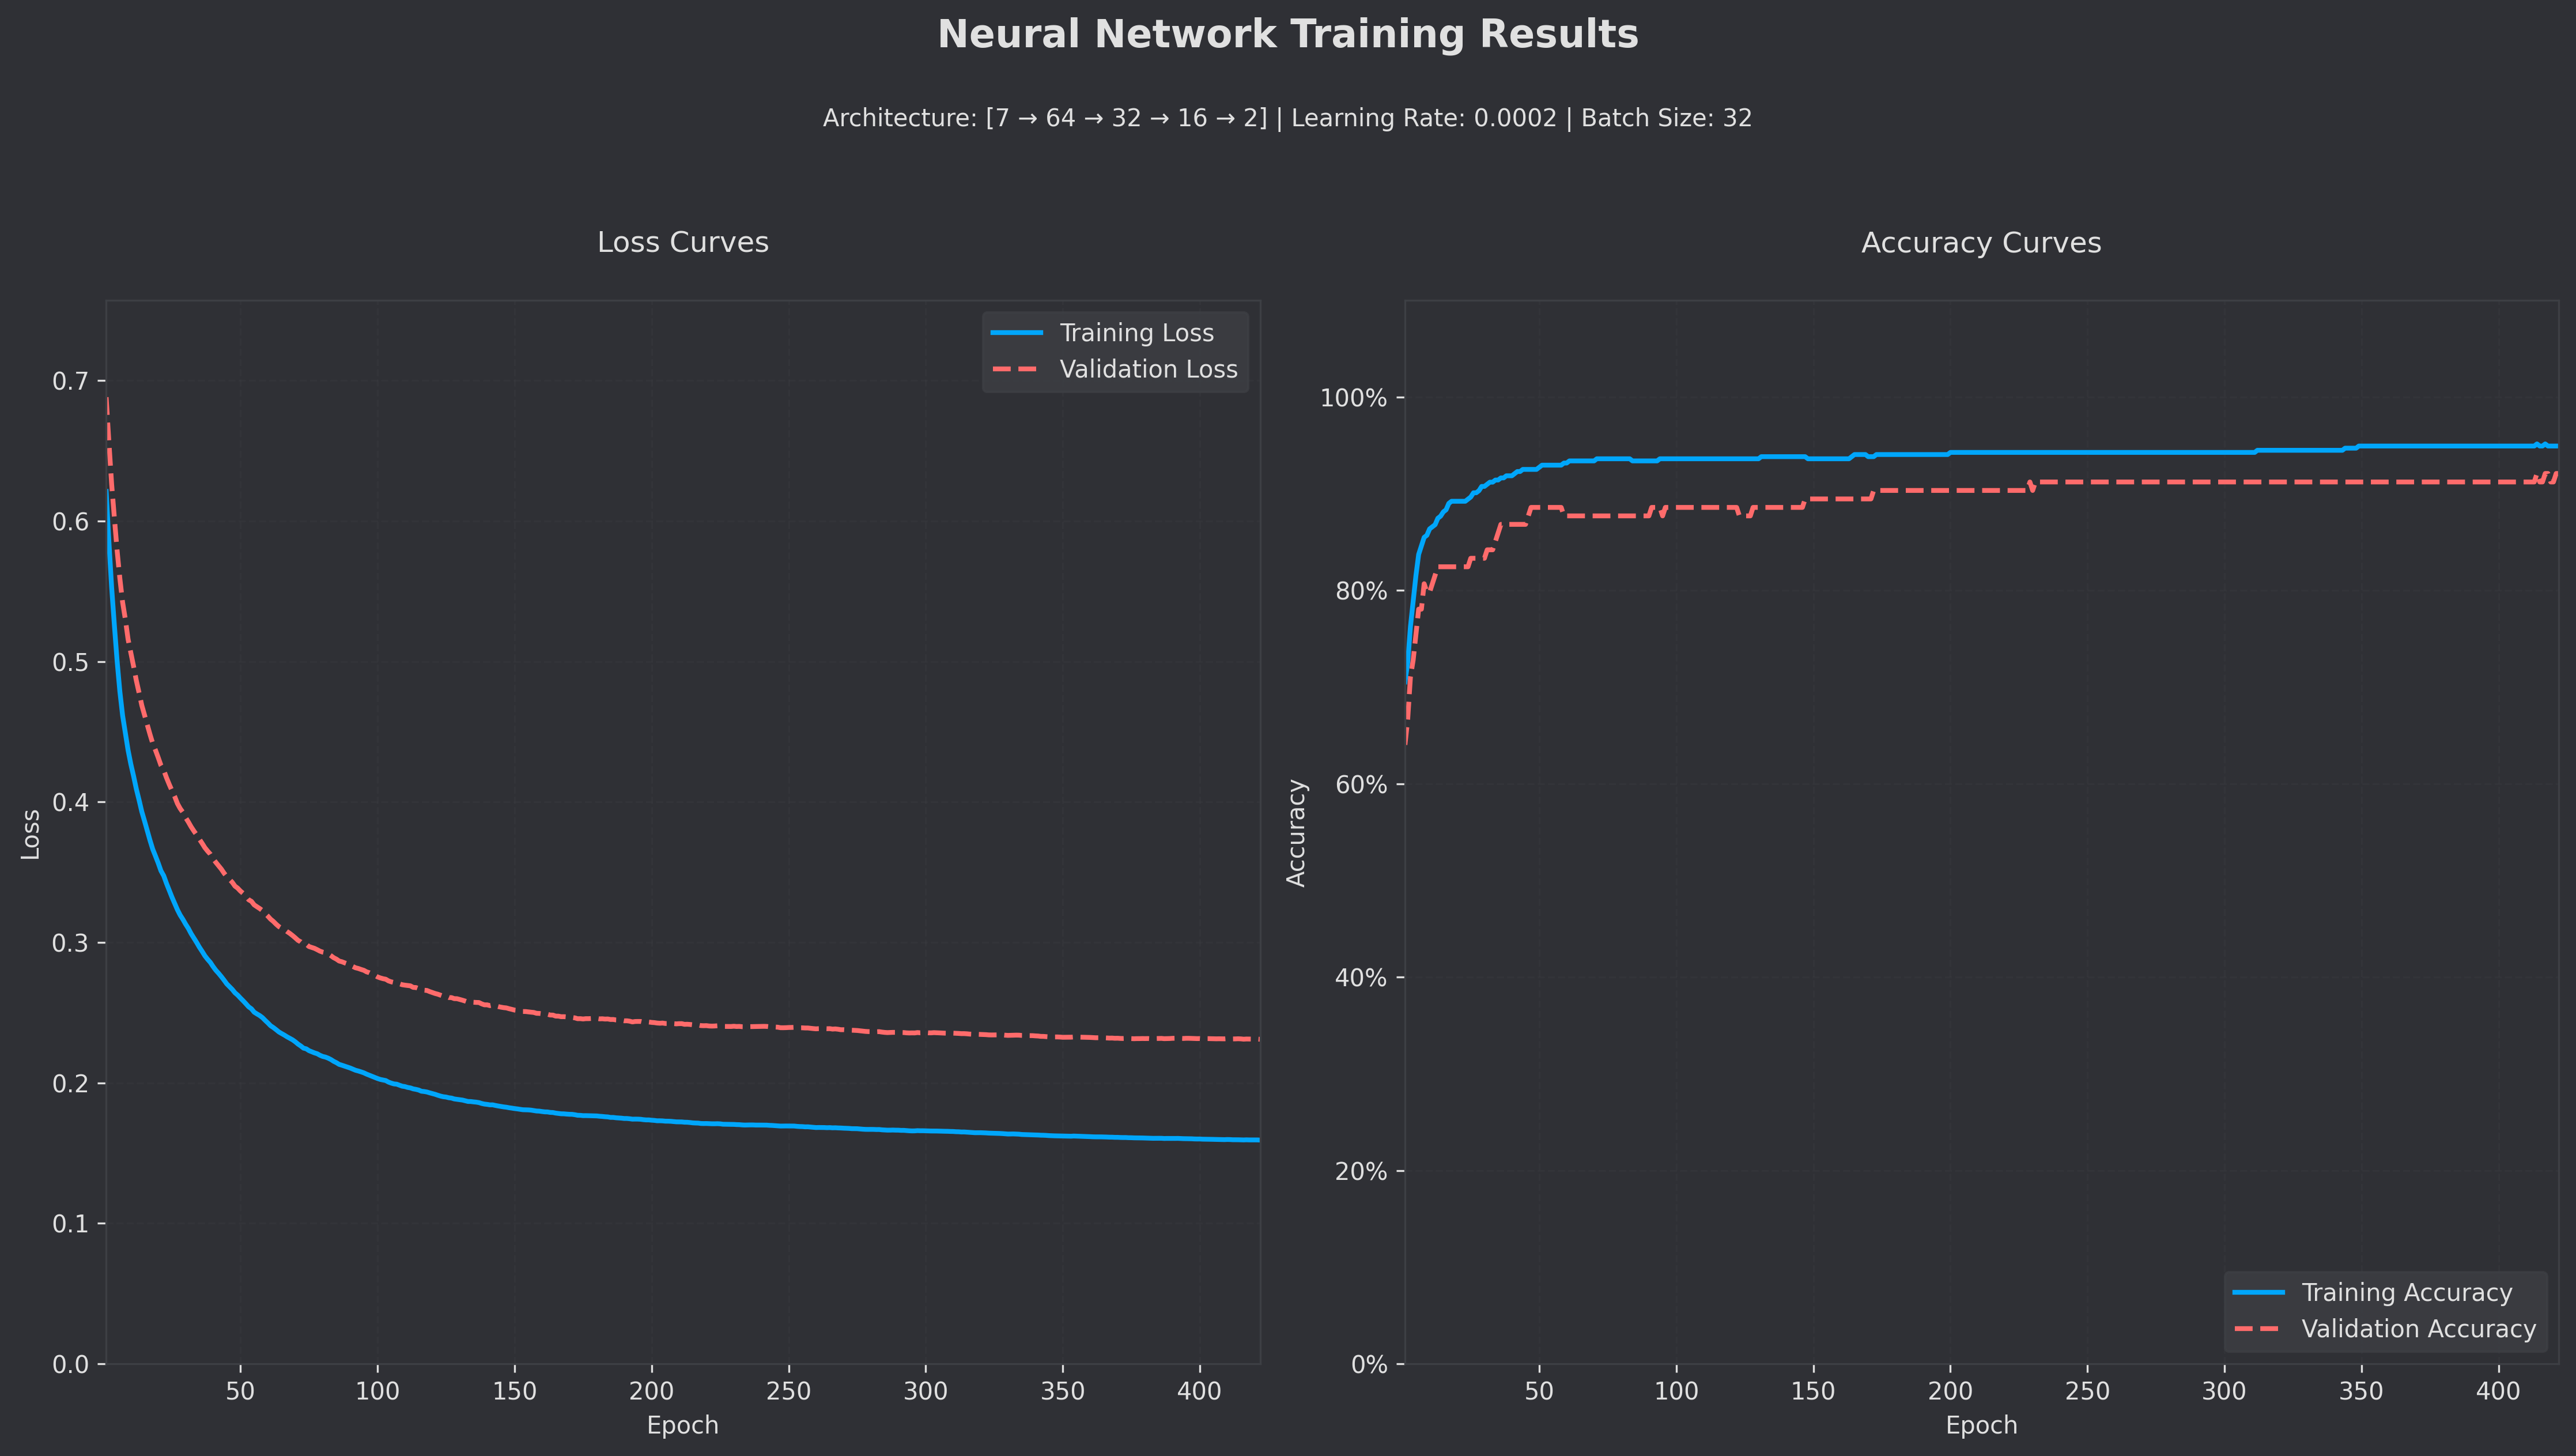 Neural Network Training Results
Architecture: [7 → 64 → 32 → 16 → 2] | Learning Rate: 0.0002 | Batch Size: 32
Loss Curves
Training Loss
Validation Loss
0.7
0.6
0.5
0.4
0.3
0.2
0.1
0.0
Loss
50 100 150 200 250 300 350 400
Epoch
Accuracy Curves
100%
80%
60%
40%
20%
0%
Accuracy
Training Accuracy
Validation Accuracy
50 100 150 200 250 300 350 400
Epoch